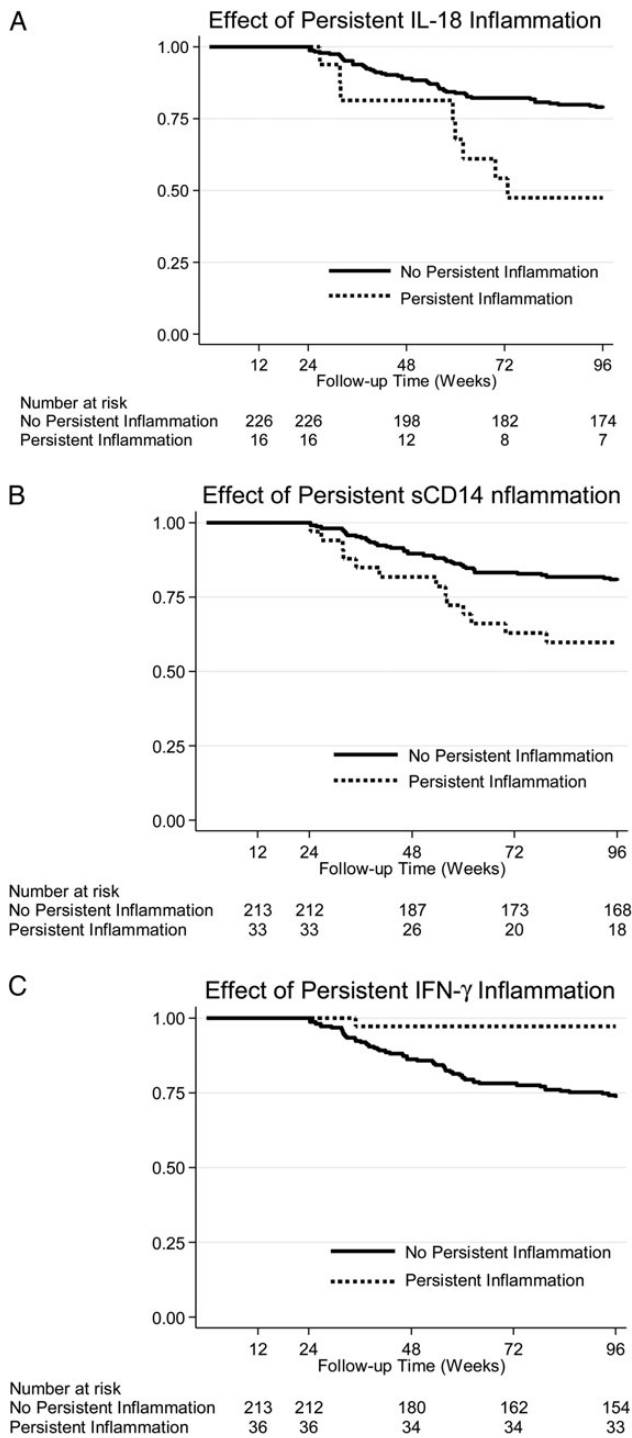 A
Effect of Persistent IL-18 Inflammation
1.00
0.75
0.50
0.25
0.00
No Persistent Inflammation
Persistent Inflammation
12 24 48 72 96
Follow-up Time (Weeks)
Number at risk
No Persistent Inflammation 226 226 198 182 174
Persistent Inflammation 16 16 12 8 7
B
Effect of Persistent sCD14 nflammation
1.00
0.75
0.50
0.25
0.00
No Persistent Inflammation
Persistent Inflammation
12 24 48 72 96
Follow-up Time (Weeks)
Number at risk
No Persistent Inflammation 213 212 187 173 168
Persistent Inflammation 33 33 26 20 18
C
Effect of Persistent IFN-γ Inflammation
1.00
0.75
0.50
0.25
0.00
No Persistent Inflammation
Persistent Inflammation
12 24 48 72 96
Follow-up Time (Weeks)
Number at risk
No Persistent Inflammation 213 212 180 162 154
Persistent Inflammation 36 36 34 34 33